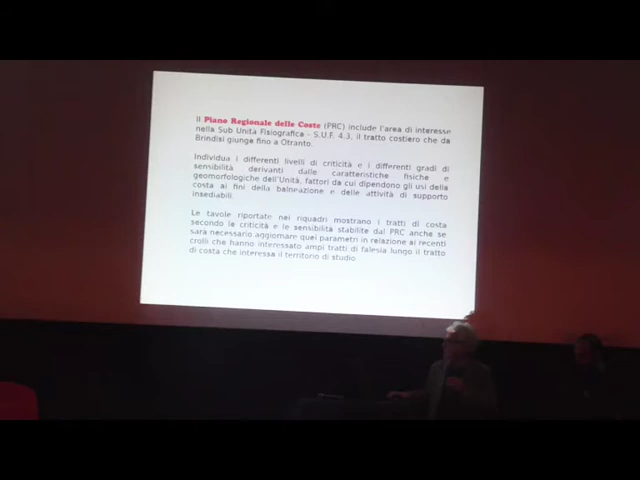 Il Piano Regionale delle Coste (PRC) include l'area di interesse
nella Sub Unità Fisiografica - S.U.F. 4.3, il tratto costiero che da
Brindisi giunge fino a Otranto.
Individua i differenti livelli di criticità e i differenti gradi di
sensibilità derivanti dalle caratteristiche fisiche e
geomorfologiche dell'Unità, fattori da cui dipendono gli usi della
costa ai fini della balneazione e delle attività di supporto
insediabili.
Le tavole riportate nei riquadri mostrano i tratti di costa
secondo le criticità e le sensibilità stabilite dal PRC anche se
sarà necessario aggiornare quei parametri in relazione ai recenti
crolli che hanno interessato ampi tratti di falesia lungo il tratto
di costa che interessa il territorio di studio.